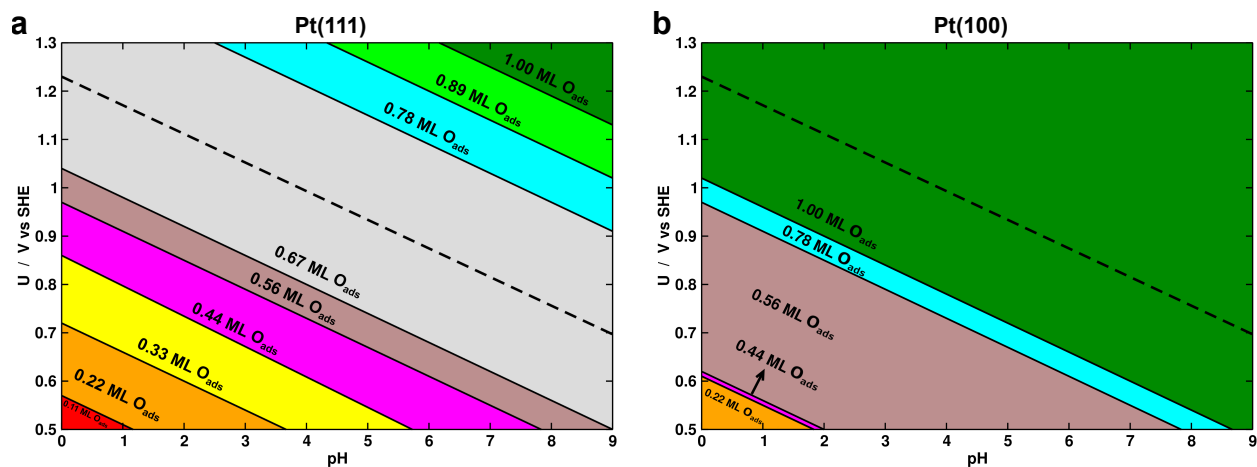 a
Pt(111)
1.3
1.2
1.1
1
0.9
0.8
0.7
0.6
0.5
U / V vs SHE
0 1 2 3 4 5 6 7 8 9
pH
1.00 ML Oads
0.89 ML Oads
0.78 ML Oads
0.67 ML Oads
0.56 ML Oads
0.44 ML Oads
0.33 ML Oads
0.22 ML Oads
0.11 ML Oads
b
Pt(100)
1.3
1.2
1.1
1
0.9
0.8
0.7
0.6
0.5
U / V vs SHE
0 1 2 3 4 5 6 7 8 9
pH
1.00 ML Oads
0.78 ML Oads
0.56 ML Oads
0.44 ML Oads
0.22 ML Oads